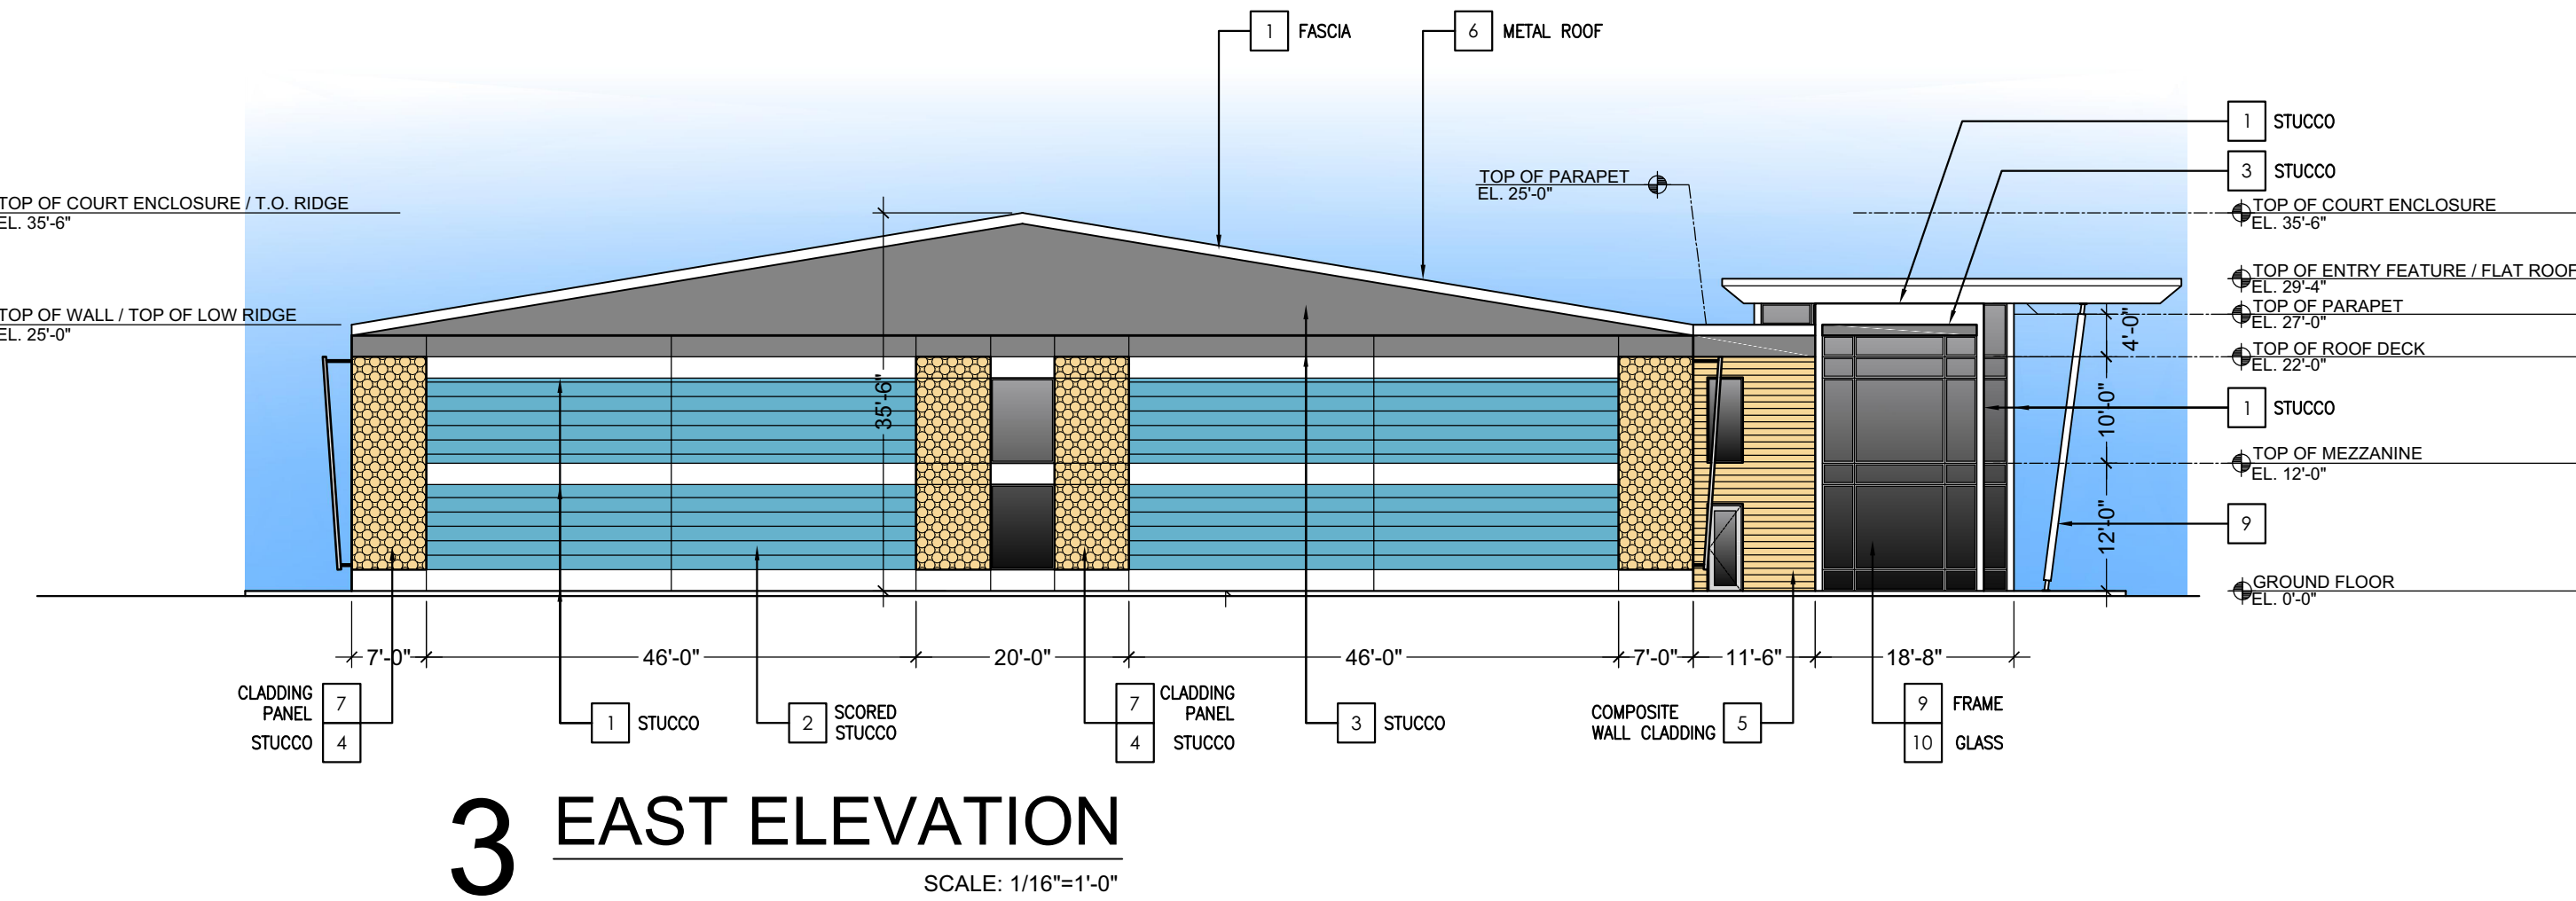 1 FASCIA
6 METAL ROOF
1 STUCCO
3 STUCCO
TOP OF PARAPET
EL. 25'-0"
TOP OF COURT ENCLOSURE / T.O. RIDGE
EL. 35'-6"
TOP OF COURT ENCLOSURE
EL. 35'-6"
TOP OF ENTRY FEATURE / FLAT ROOF
EL. 29'-4"
TOP OF WALL / TOP OF LOW RIDGE
EL. 25'-0"
TOP OF PARAPET
EL. 27'-0"
4'-0"
TOP OF ROOF DECK
EL. 22'-0"
35'-6"
10'-0"
1 STUCCO
TOP OF MEZZANINE
EL. 12'-0"
12'-0"
9
GROUND FLOOR
EL. 0'-0"
7'-0" 46'-0" 20'-0" 46'-0" 7'-0" 11'-6" 18'-8"
CLADDING
PANEL
7
STUCCO 4
1 STUCCO
2 SCORED
STUCCO
7 CLADDING
PANEL
4 STUCCO
3 STUCCO
COMPOSITE
WALL CLADDING 5
9 FRAME
10 GLASS
3 EAST ELEVATION
SCALE: 1/16"=1'-0"